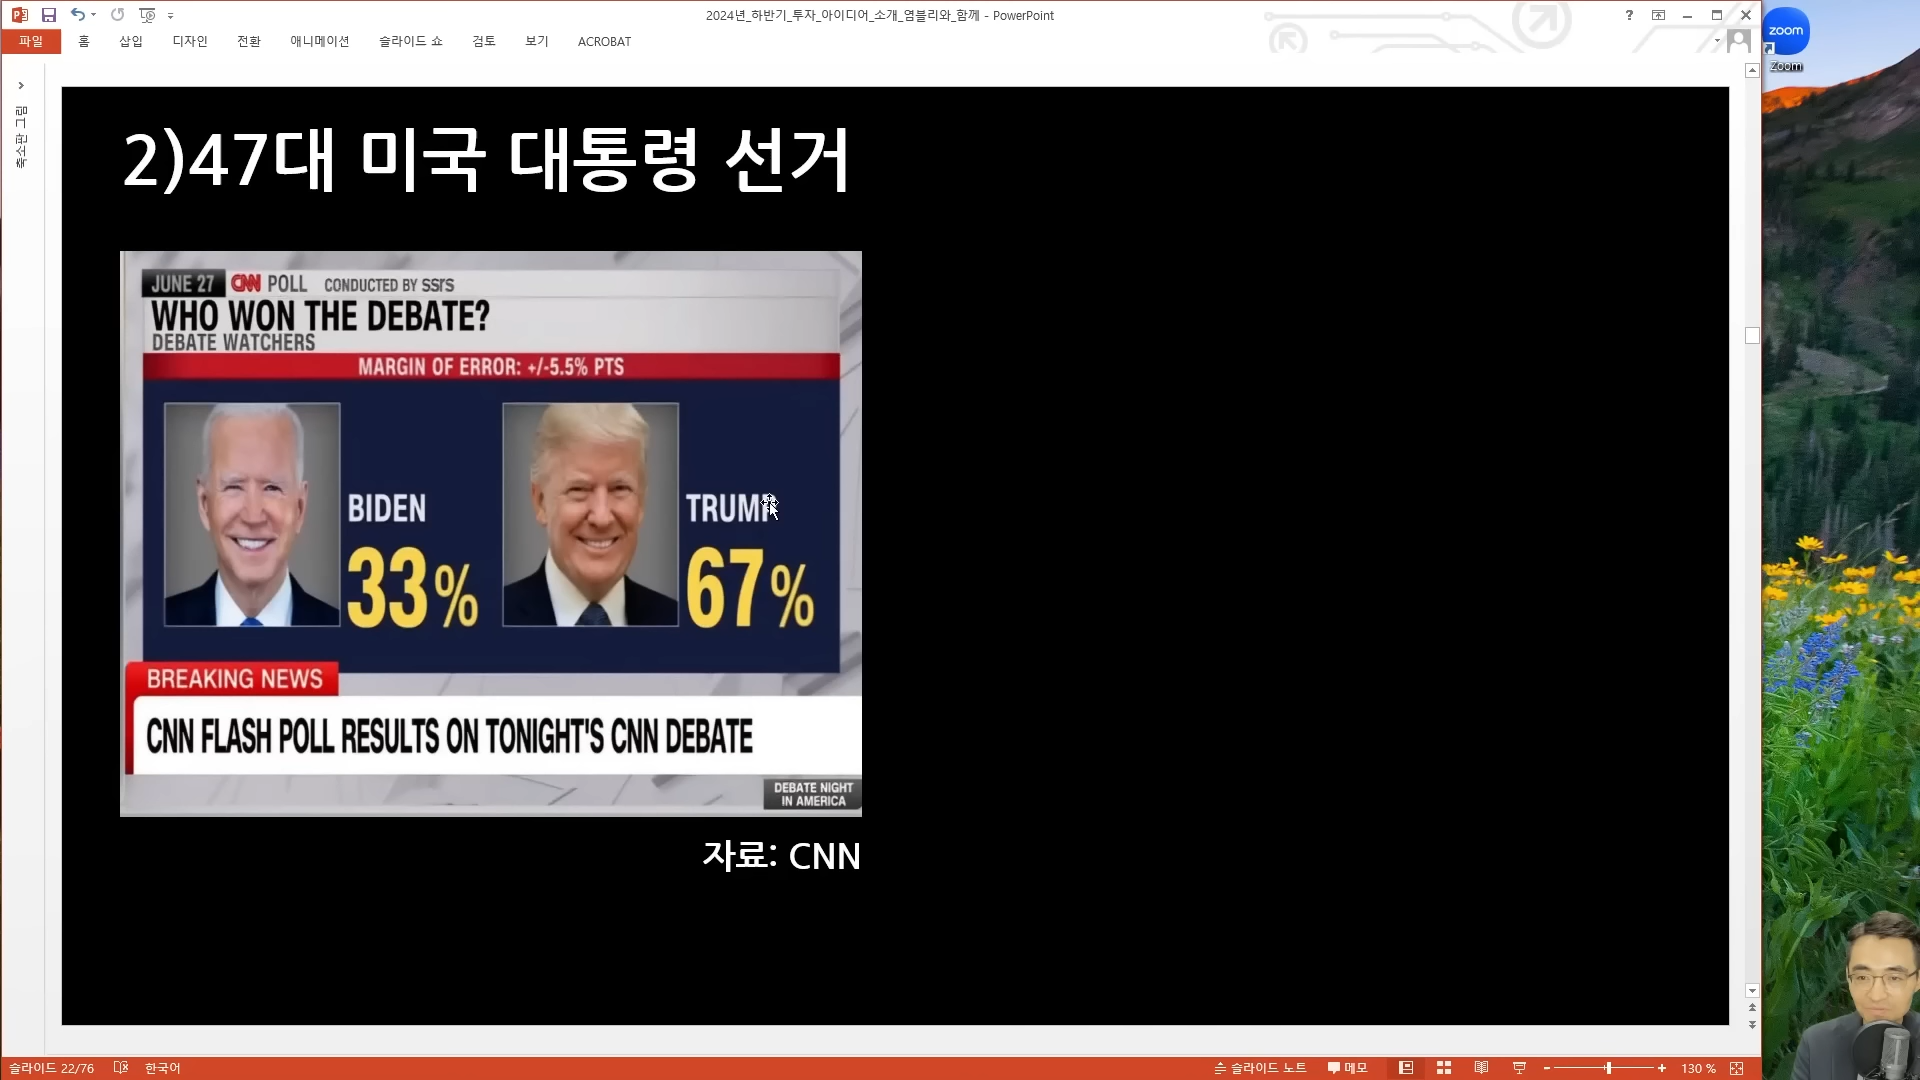 2024년_하반기_투자_아이디어_소개_염블리와_함께 - PowerPoint
?
파일 홈 삽입 디자인 전환 애니메이션 슬라이드 쇼 검토 보기 ACROBAT
zoom
Zoom
축소판 그림
2)47대 미국 대통령 선거
JUNE 27 CNN POLL CONDUCTED BY SSRS
WHO WON THE DEBATE?
DEBATE WATCHERS
MARGIN OF ERROR: +/-5.5% PTS
BIDEN
33%
TRUMP
67%
BREAKING NEWS
CNN FLASH POLL RESULTS ON TONIGHT'S CNN DEBATE
DEBATE NIGHT
IN AMERICA
자료: CNN
슬라이드 22/76 한국어 슬라이드 노트 메모 130 %